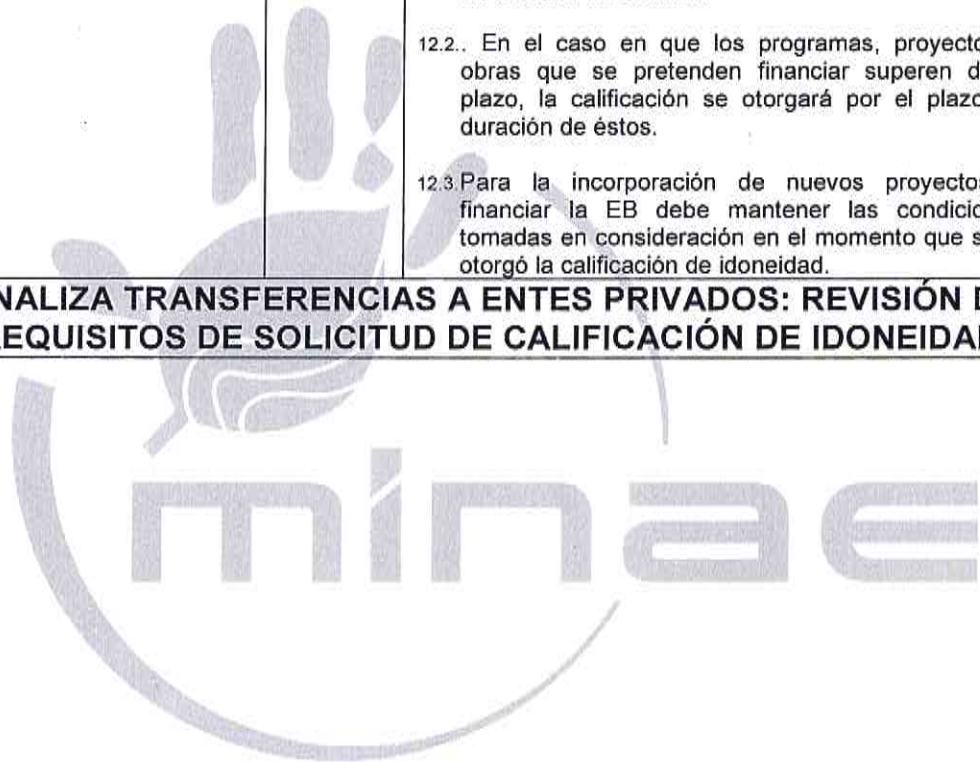 12.2.. En el caso en que los programas, proyecto
obras que se pretenden financiar superen d
plazo, la calificación se otorgará por el plazo
duración de éstos.
12.3.Para la incorporación de nuevos proyecto
financiar la EB debe mantener las condicio
tomadas en consideración en el momento que s
otorgó la calificación de idoneidad.
NALIZA TRANSFERENCIAS A ENTES PRIVADOS: REVISIÓN
EQUISITOS DE SOLICITUD DE CALIFICACIÓN DE IDONEIDA
minae